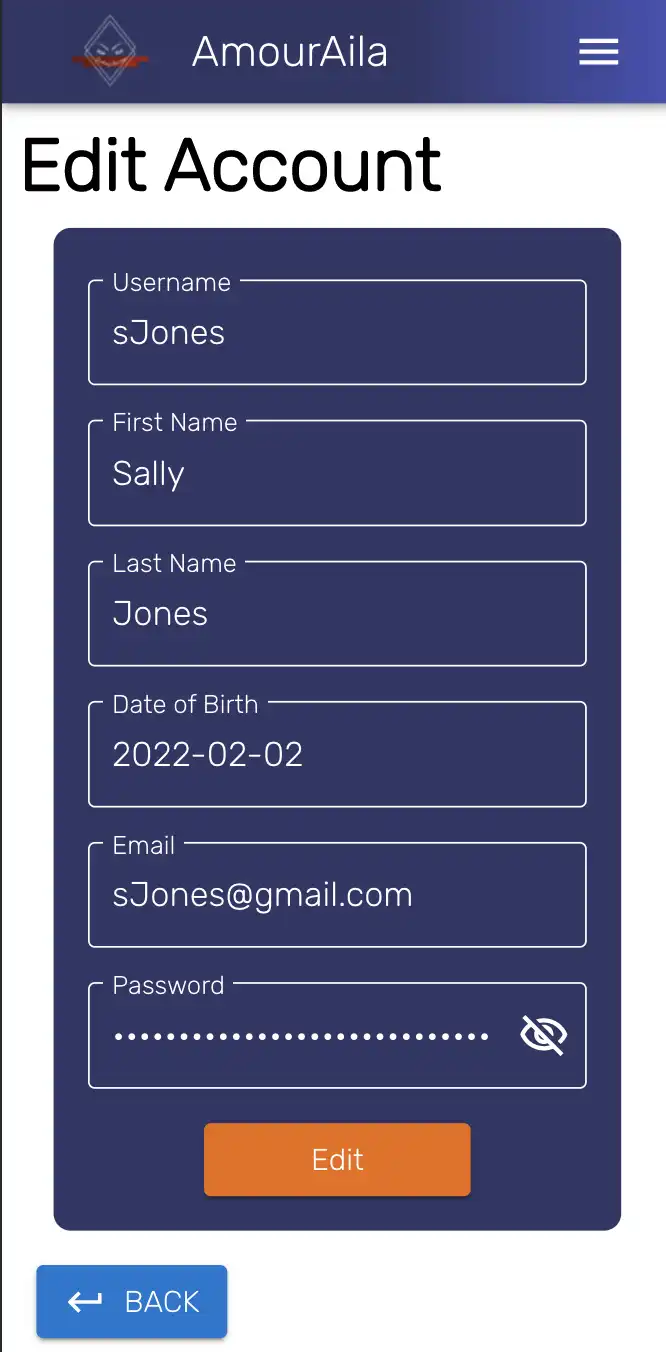 AmourAila
Edit Account
Username
sJones
First Name
Sally
Last Name
Jones
Date of Birth
2022-02-02
Email
sJones@gmail.com
Password
•••••••••••••••••••••••••••••
Edit
BACK